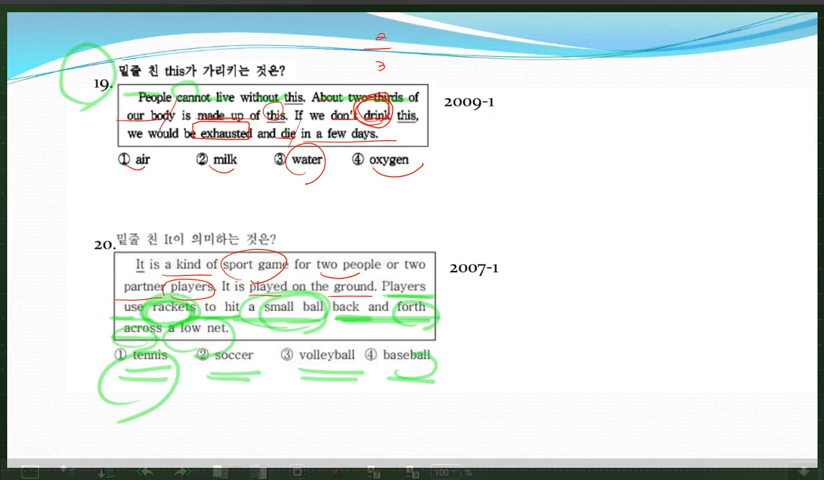 2
3
19. 밑줄 친 this가 가리키는 것은?
People cannot live without this. About two-thirds of
our body is made up of this. If we don't drink this,
we would be exhausted and die in a few days.
2009-1
① air ② milk ③ water ④ oxygen
20. 밑줄 친 It이 의미하는 것은?
It is a kind of sport game for two people or two
partner players. It is played on the ground. Players
use rackets to hit a small ball back and forth
across a low net.
2007-1
① tennis ② soccer ③ volleyball ④ baseball
100 %